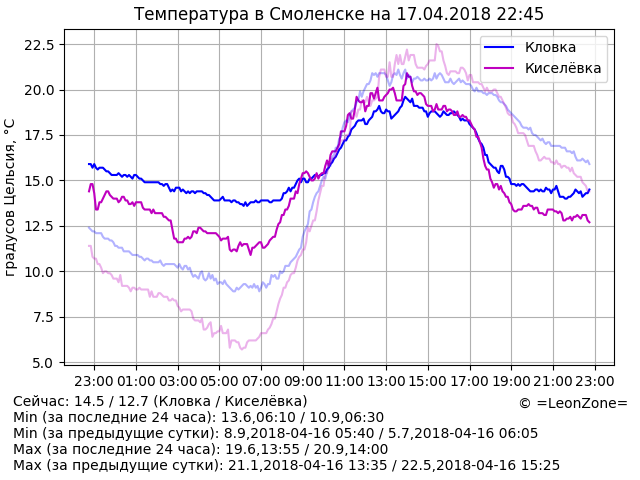 Температура в Смоленске на 17.04.2018 22:45
Кловка
Киселёвка
градусов Цельсия, °C
22.5
20.0
17.5
15.0
12.5
10.0
7.5
5.0
23:00 01:00 03:00 05:00 07:00 09:00 11:00 13:00 15:00 17:00 19:00 21:00 23:00
Сейчас: 14.5 / 12.7 (Кловка / Киселёвка)
© =LeonZone=
Min (за последние 24 часа): 13.6,06:10 / 10.9,06:30
Min (за предыдущие сутки): 8.9,2018-04-16 05:40 / 5.7,2018-04-16 06:05
Max (за последние 24 часа): 19.6,13:55 / 20.9,14:00
Max (за предыдущие сутки): 21.1,2018-04-16 13:35 / 22.5,2018-04-16 15:25